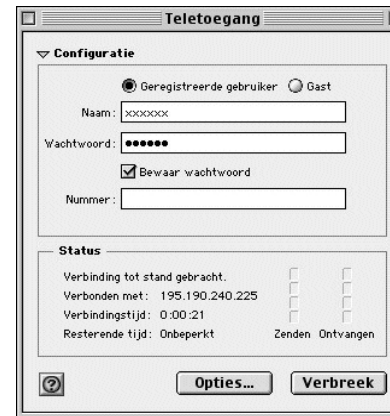 Teletoegang
Configuratie
Geregistreerde gebruiker Gast
Naam: xxxxxx
Wachtwoord: ••••••
Bewaar wachtwoord
Nummer:
Status
Verbinding tot stand gebracht.
Verbonden met: 195.190.240.225
Verbindingstijd: 0:00:21
Resterende tijd: Onbeperkt Zenden Ontvangen
? Opties... Verbreek